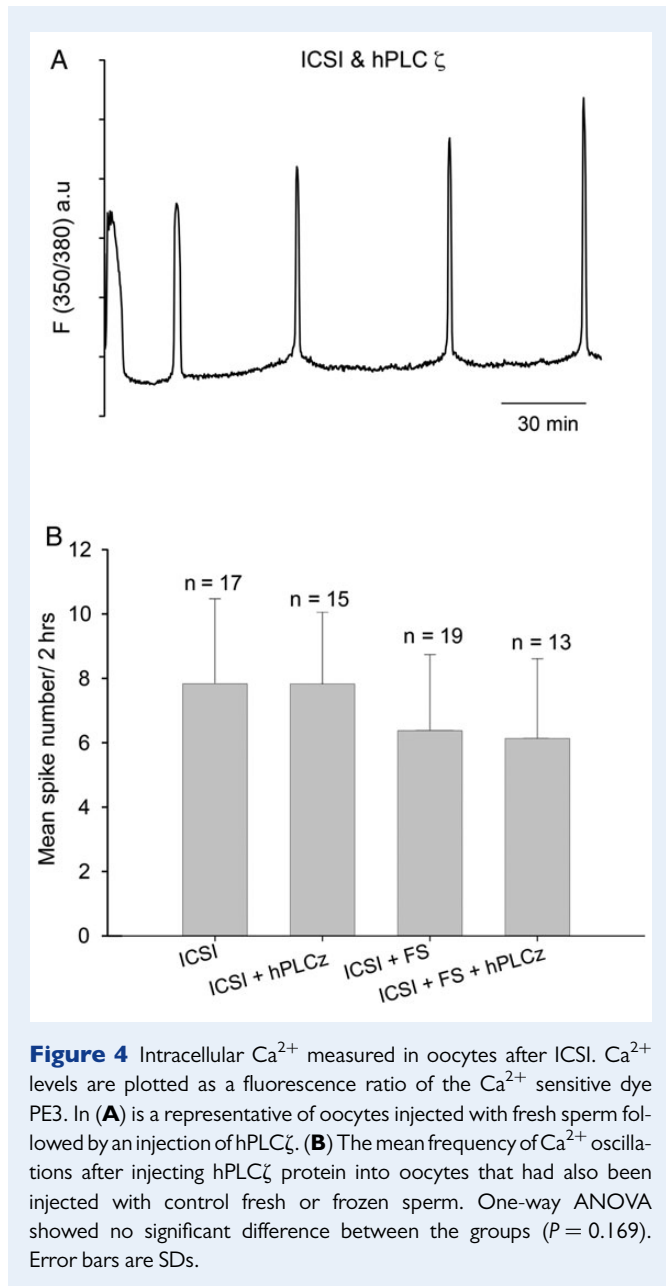 A
ICSI & hPLC ζ
F (350/380) a.u
30 min
B
12
10
8
6
4
2
0
Mean spike number/ 2 hrs
n = 17
n = 15
n = 19
n = 13
ICSI
ICSI + hPLCz
ICSI + FS
ICSI + FS + hPLCz
Figure 4 Intracellular Ca²⁺ measured in oocytes after ICSI. Ca²⁺
levels are plotted as a fluorescence ratio of the Ca²⁺ sensitive dye
PE3. In (A) is a representative of oocytes injected with fresh sperm fol-
lowed by an injection of hPLCζ. (B) The mean frequency of Ca²⁺ oscilla-
tions after injecting hPLCζ protein into oocytes that had also been
injected with control fresh or frozen sperm. One-way ANOVA
showed no significant difference between the groups (P = 0.169).
Error bars are SDs.